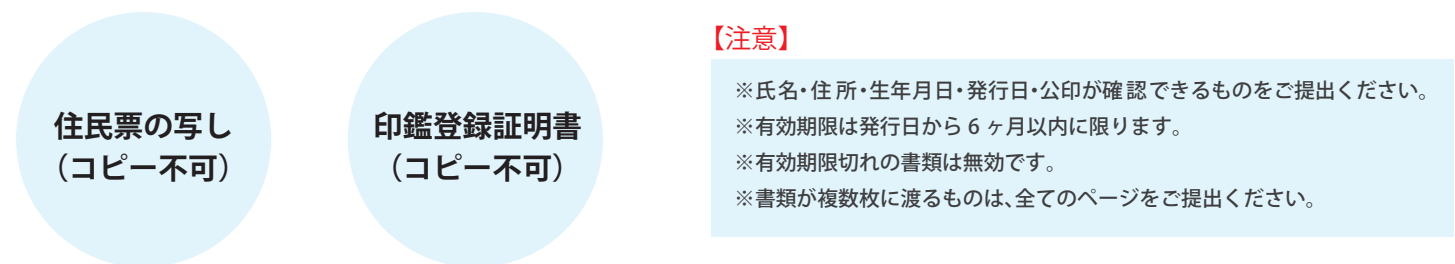 住民票の写し
（コピー不可）
印鑑登録証明書
（コピー不可）
【注意】
※氏名・住所・生年月日・発行日・公印が確認できるものをご提出ください。
※有効期限は発行日から6ヶ月以内に限ります。
※有効期限切れの書類は無効です。
※書類が複数枚に渡るものは、全てのページをご提出ください。